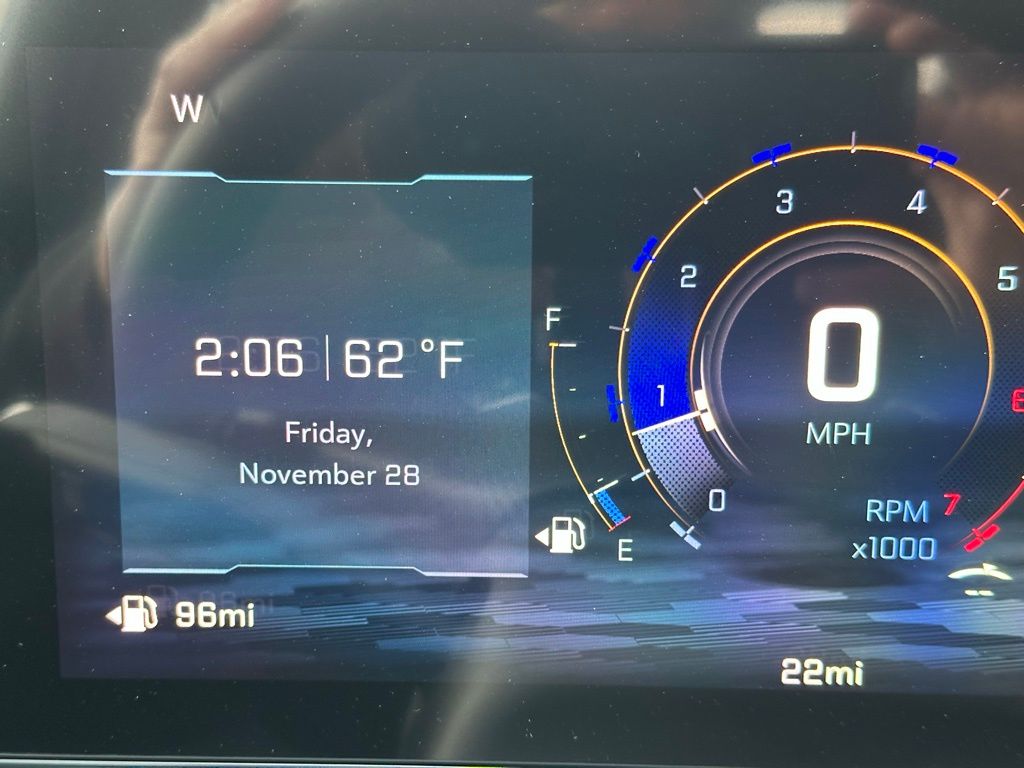 W
2:06 | 62 °F
Friday,
November 28
96mi
F
E
0
1
2
3
4
5
6
7
0
MPH
RPM
x1000
22mi